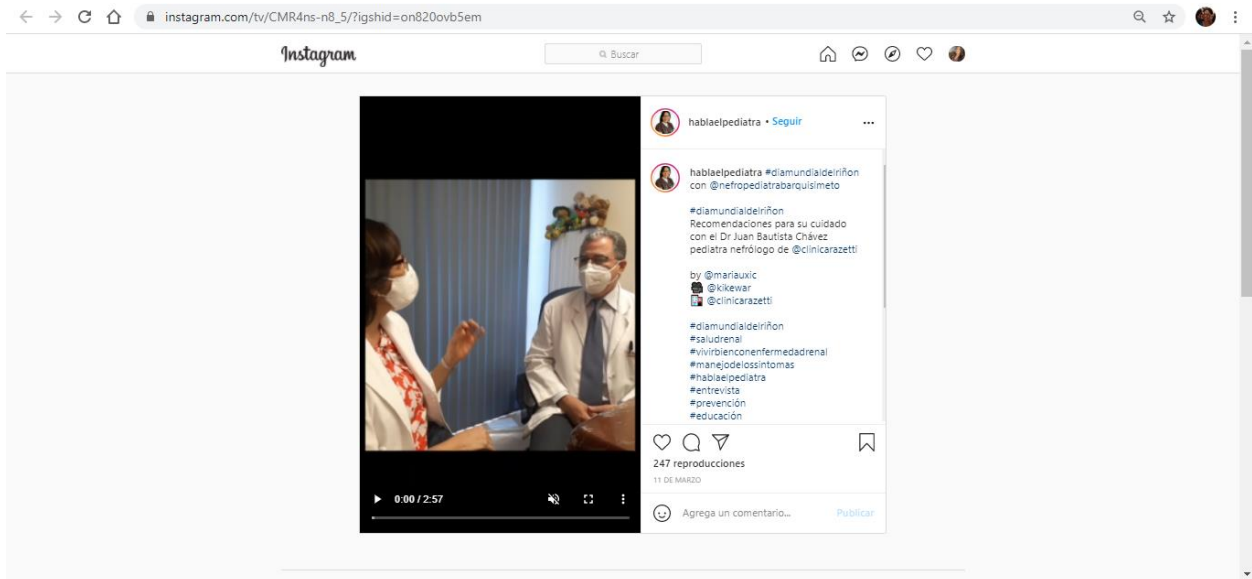 instagram.com/tv/CMR4ns-n8_5/?igshid=on820ovb5em
Instagram
Buscar
hablaelpediatra • Seguir
hablaelpediatra #diamundialdelriñon
con @nefropediatrabarquisimeto
#diamundialdelriñon
Recomendaciones para su cuidado
con el Dr Juan Bautista Chávez
pediatra nefrólogo de @clinicarazetti
by @mariauxic
@kikewar
@clinicarazetti
#diamundialdelriñon
#saludrenal
#vivirbienconenfermedadrenal
#manejodelossintomas
#hablaelpediatra
#entrevista
#prevención
#educación
247 reproducciones
11 DE MARZO
0:00 / 2:57
Agrega un comentario... Publicar